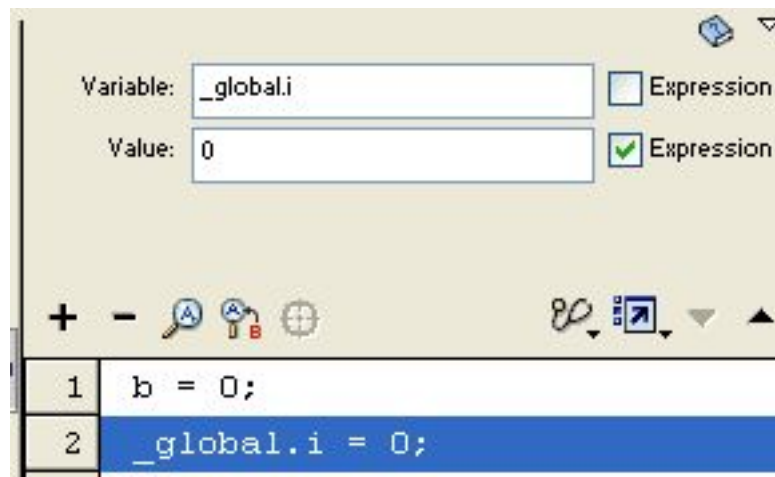 Variable: _global.i Expression
Value: 0 Expression
1 b = 0;
2 _global.i = 0;